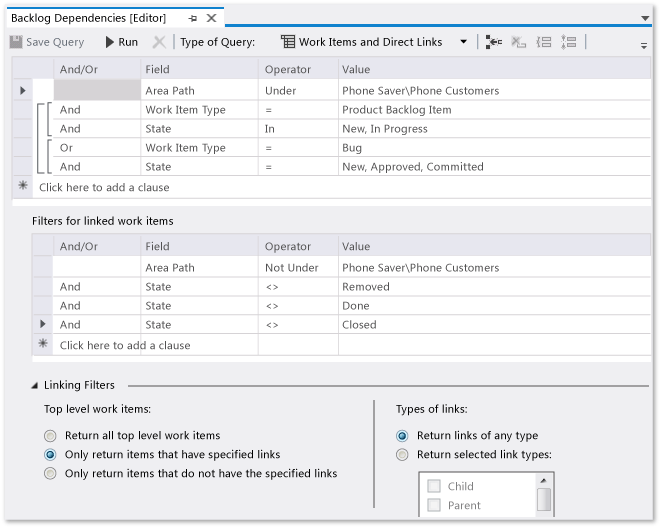 Backlog Dependencies [Editor]
Save Query Run Type of Query: Work Items and Direct Links
And/Or Field Operator Value
Area Path Under Phone Saver\Phone Customers
And Work Item Type = Product Backlog Item
And State In New, In Progress
Or Work Item Type = Bug
And State = New, Approved, Committed
Click here to add a clause
Filters for linked work items
And/Or Field Operator Value
Area Path Not Under Phone Saver\Phone Customers
And State <> Removed
And State <> Done
And State <> Closed
Click here to add a clause
Linking Filters
Top level work items:
Return all top level work items
Only return items that have specified links
Only return items that do not have the specified links
Types of links:
Return links of any type
Return selected link types:
Child
Parent